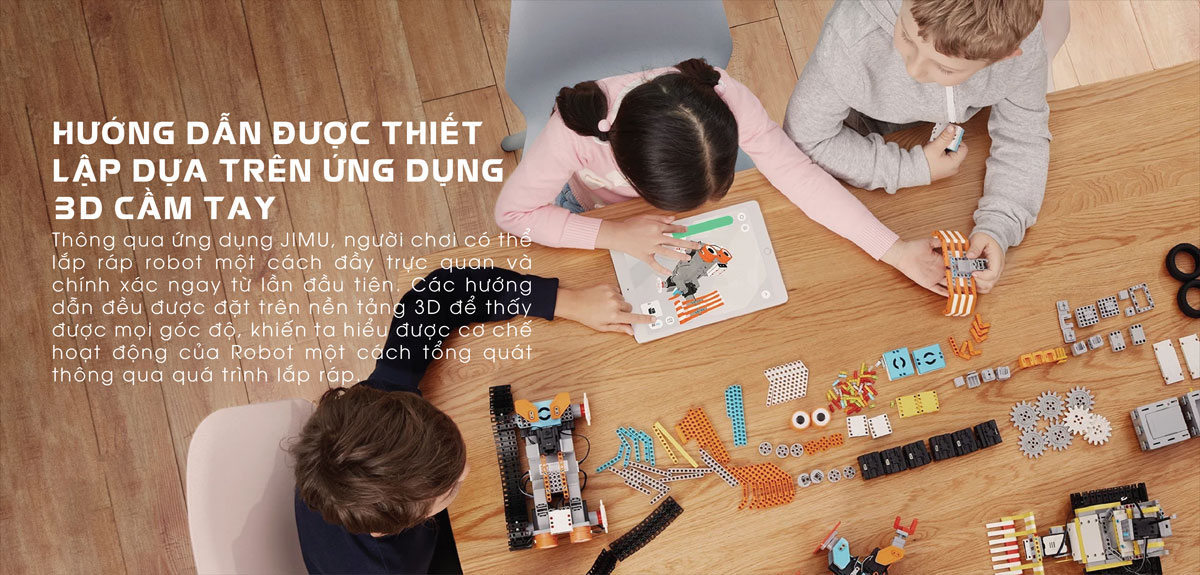 HƯỚNG DẪN ĐƯỢC THIẾT
LẬP DỰA TRÊN ỨNG DỤNG
3D CẦM TAY
Thông qua ứng dụng JIMU, người chơi có thể
lắp ráp robot một cách đầy trực quan và
chính xác ngay từ lần đầu tiên. Các hướng
dẫn đều được đặt trên nền tảng 3D để thấy
được mọi góc độ, khiến ta hiểu được cơ chế
hoạt động của Robot một cách tổng quát
thông qua quá trình lắp ráp.